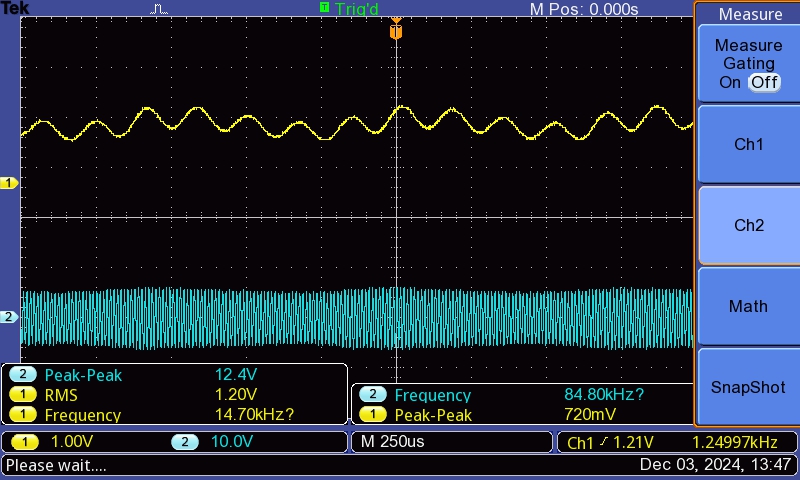 Tek Trig'd M Pos: 0.000s
T
T
Measure
Measure
Gating
On Off
Ch1
Ch2
Math
SnapShot
1
2
2 Peak-Peak 12.4V
1 RMS 1.20V
1 Frequency 14.70kHz?
2 Frequency 84.80kHz?
1 Peak-Peak 720mV
1 1.00V 2 10.0V M 250us Ch1 1.21V 1.24997kHz
Please wait.... Dec 03, 2024, 13:47